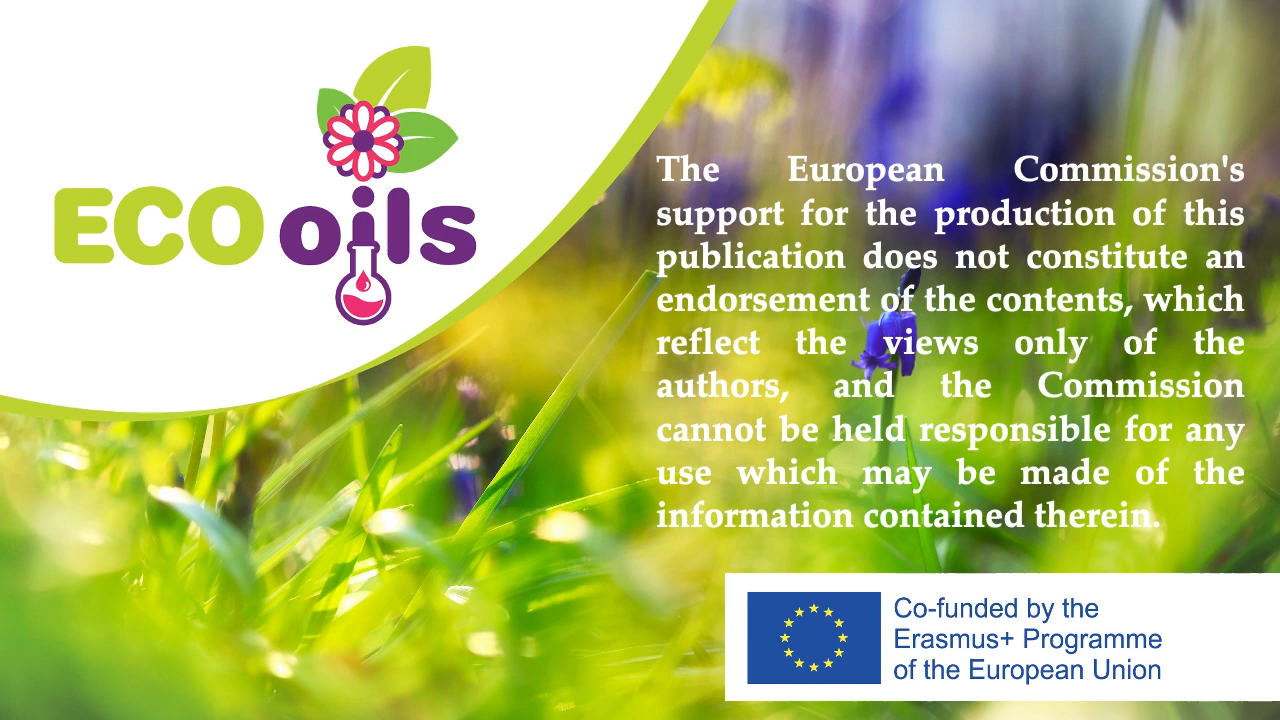 ECO oils
The European Commission's
support for the production of this
publication does not constitute an
endorsement of the contents, which
reflect the views only of the
authors, and the Commission
cannot be held responsible for any
use which may be made of the
information contained therein.
Co-funded by the
Erasmus+ Programme
of the European Union